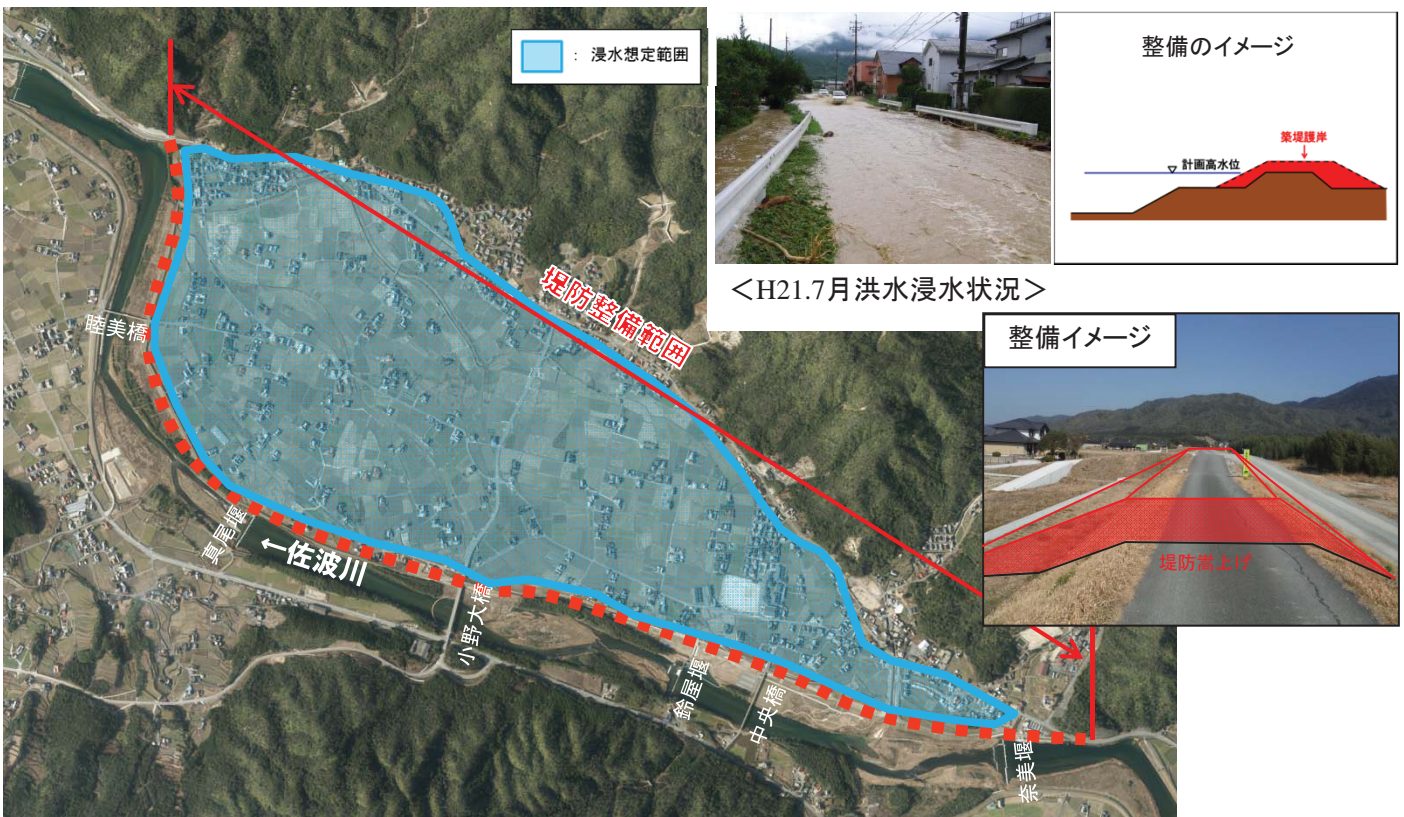 ：浸水想定範囲
堤防整備範囲
睦美橋
真尾堰
←佐波川
小野大橋
鈴屋堰
中央橋
奈美堰
＜H21.7月洪水浸水状況＞
整備のイメージ
築堤護岸
計画高水位
整備イメージ
堤防嵩上げ